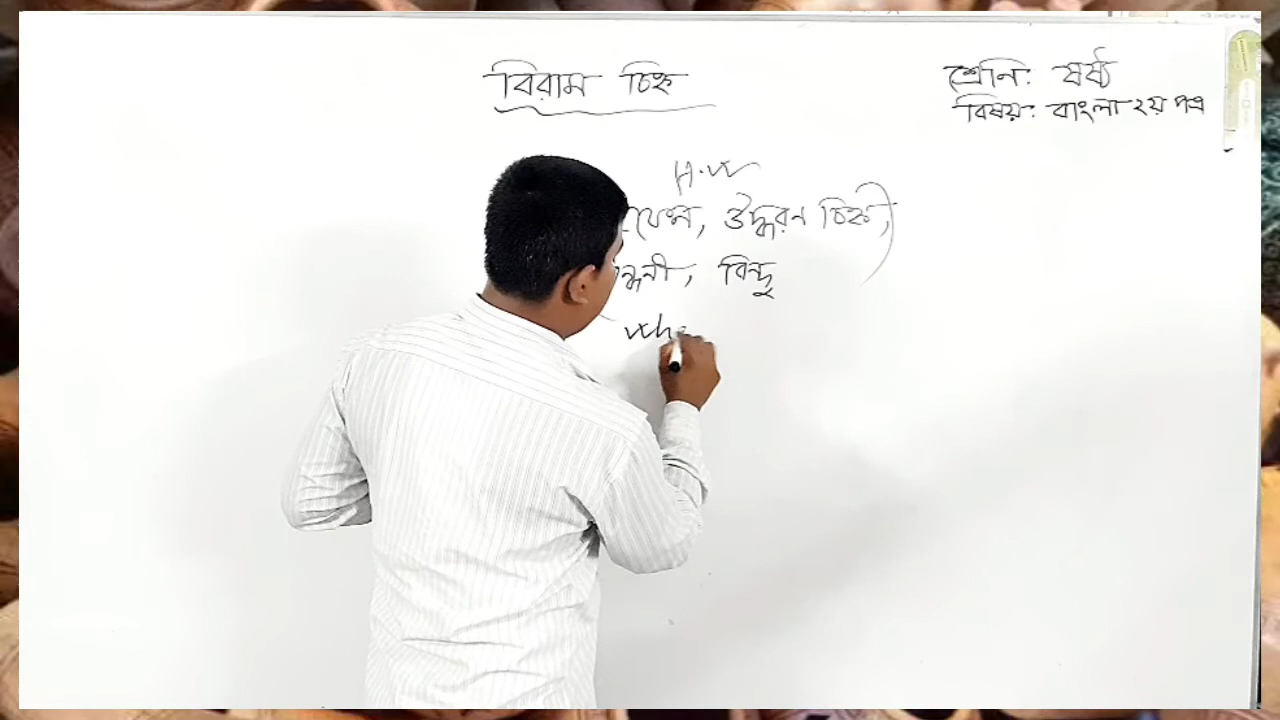 বিরাম চিহ্ন
শ্রেনি: ষষ্ঠ
বিষয়: বাংলা ২য় পত্র
H.W
উদ্ধরন চিহ্ন,
বিন্দু